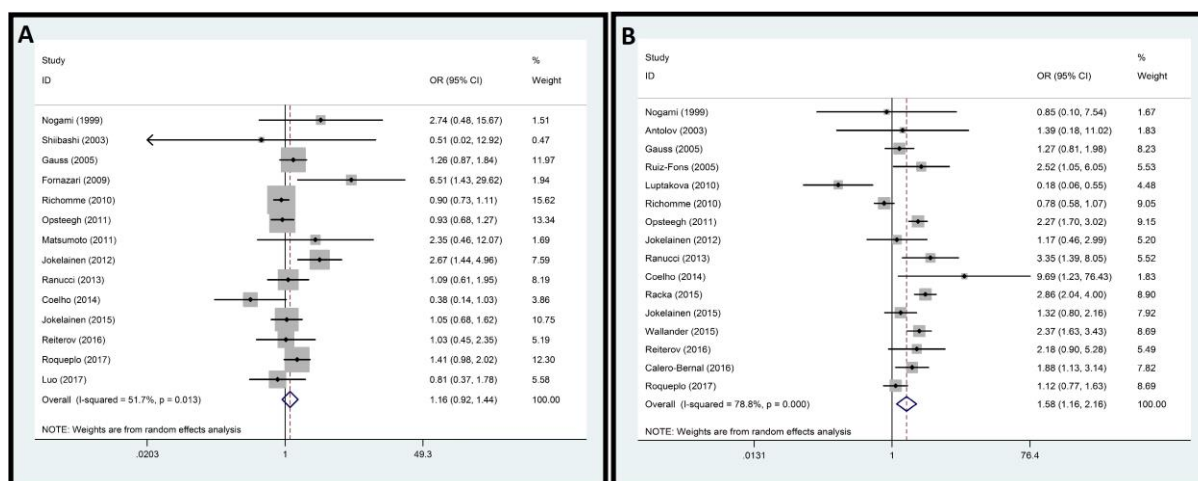 A
Study %
ID OR (95% CI) Weight
Nogami (1999) 2.74 (0.48, 15.67) 1.51
Shiibashi (2003) 0.51 (0.02, 12.92) 0.47
Gauss (2005) 1.26 (0.87, 1.84) 11.97
Fornazari (2009) 6.51 (1.43, 29.62) 1.94
Richomme (2010) 0.90 (0.73, 1.11) 15.62
Opsteegh (2011) 0.93 (0.68, 1.27) 13.34
Matsumoto (2011) 2.35 (0.46, 12.07) 1.69
Jokelainen (2012) 2.67 (1.44, 4.96) 7.59
Ranucci (2013) 1.09 (0.61, 1.95) 8.19
Coelho (2014) 0.38 (0.14, 1.03) 3.86
Jokelainen (2015) 1.05 (0.68, 1.62) 10.75
Reiterov (2016) 1.03 (0.45, 2.35) 5.19
Roqueplo (2017) 1.41 (0.98, 2.02) 12.30
Luo (2017) 0.81 (0.37, 1.78) 5.58
Overall (I-squared = 51.7%, p = 0.013) 1.16 (0.92, 1.44) 100.00
NOTE: Weights are from random effects analysis
.0203 1 49.3
B
Study %
ID OR (95% CI) Weight
Nogami (1999) 0.85 (0.10, 7.54) 1.67
Antolov (2003) 1.39 (0.18, 11.02) 1.83
Gauss (2005) 1.27 (0.81, 1.98) 8.23
Ruiz-Fons (2005) 2.52 (1.05, 6.05) 5.53
Luptakova (2010) 0.18 (0.06, 0.55) 4.48
Richomme (2010) 0.78 (0.58, 1.07) 9.05
Opsteegh (2011) 2.27 (1.70, 3.02) 9.15
Jokelainen (2012) 1.17 (0.46, 2.99) 5.20
Ranucci (2013) 3.35 (1.39, 8.05) 5.52
Coelho (2014) 9.69 (1.23, 76.43) 1.83
Racka (2015) 2.86 (2.04, 4.00) 8.90
Jokelainen (2015) 1.32 (0.80, 2.16) 7.92
Wallander (2015) 2.37 (1.63, 3.43) 8.69
Reiterov (2016) 2.18 (0.90, 5.28) 5.49
Calero-Bernal (2016) 1.88 (1.13, 3.14) 7.82
Roqueplo (2017) 1.12 (0.77, 1.63) 8.69
Overall (I-squared = 78.8%, p = 0.000) 1.58 (1.16, 2.16) 100.00
NOTE: Weights are from random effects analysis
.0131 1 76.4